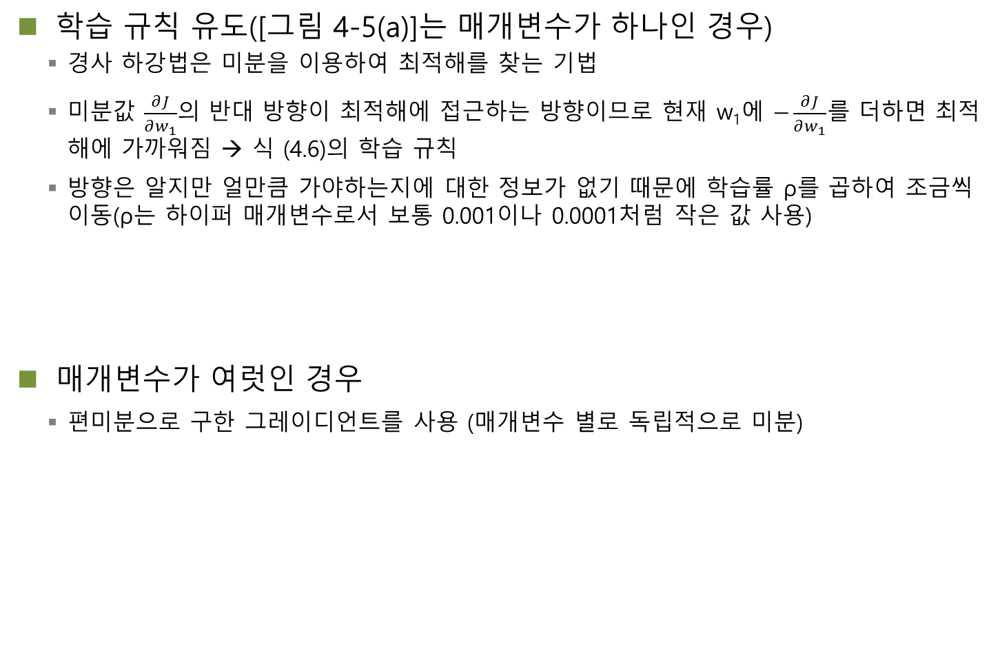 ■ 학습 규칙 유도([그림 4-5(a)]는 매개변수가 하나인 경우)
▪ 경사 하강법은 미분을 이용하여 최적해를 찾는 기법
▪ 미분값 ∂J/∂w₁의 반대 방향이 최적해에 접근하는 방향이므로 현재 w₁에 −∂J/∂w₁를 더하면 최적
해에 가까워짐 → 식 (4.6)의 학습 규칙
▪ 방향은 알지만 얼만큼 가야하는지에 대한 정보가 없기 때문에 학습률 ρ를 곱하여 조금씩
이동(ρ는 하이퍼 매개변수로서 보통 0.001이나 0.0001처럼 작은 값 사용)
■ 매개변수가 여럿인 경우
▪ 편미분으로 구한 그레이디언트를 사용 (매개변수 별로 독립적으로 미분)